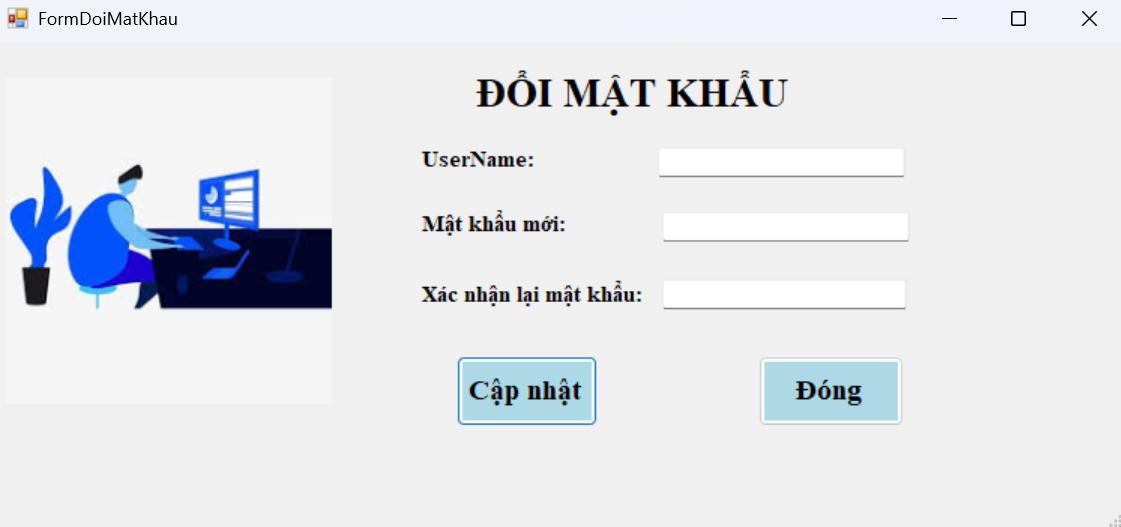 FormDoiMatKhau
ĐỔI MẬT KHẨU
UserName:
Mật khẩu mới:
Xác nhận lại mật khẩu:
Cập nhật
Đóng